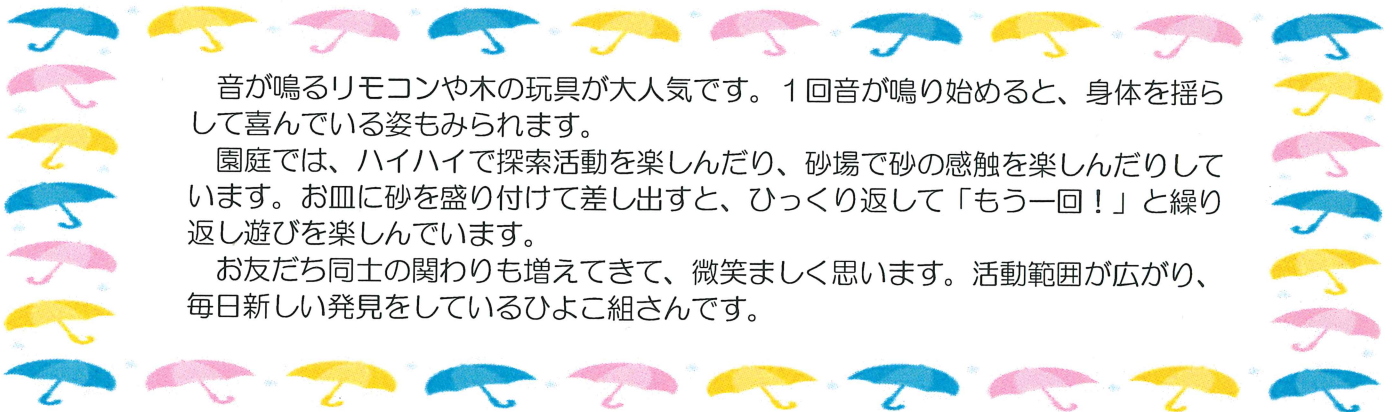 音が鳴るリモコンや木の玩具が大人気です。１回音が鳴り始めると、身体を揺ら
して喜んでいる姿もみられます。
　園庭では、ハイハイで探索活動を楽しんだり、砂場で砂の感触を楽しんだりして
います。お皿に砂を盛り付けて差し出すと、ひっくり返して「もう一回！」と繰り
返し遊びを楽しんでいます。
　お友だち同士の関わりも増えてきて、微笑ましく思います。活動範囲が広がり、
毎日新しい発見をしているひよこ組さんです。